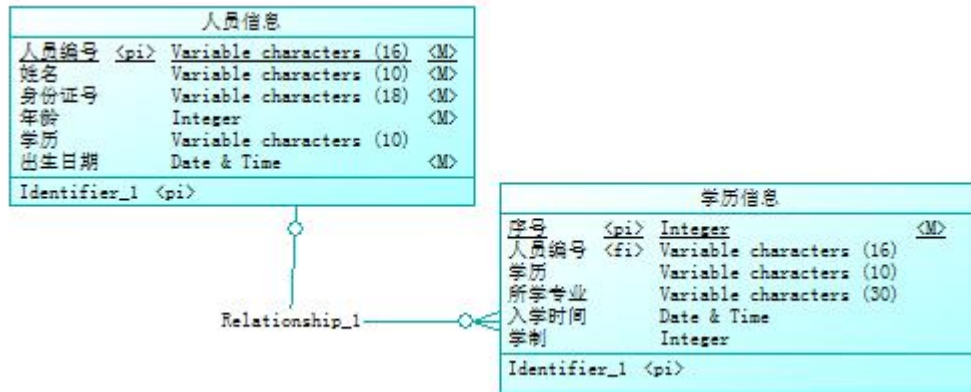 人员信息
人员编号 <pi> Variable characters (16) <M>
姓名 Variable characters (10) <M>
身份证号 Variable characters (18) <M>
年龄 Integer <M>
学历 Variable characters (10)
出生日期 Date & Time <M>
Identifier_1 <pi>
学历信息
序号 <pi> Integer <M>
人员编号 <fi> Variable characters (16)
学历 Variable characters (10)
所学专业 Variable characters (30)
入学时间 Date & Time
学制 Integer
Identifier_1 <pi>
Relationship_1